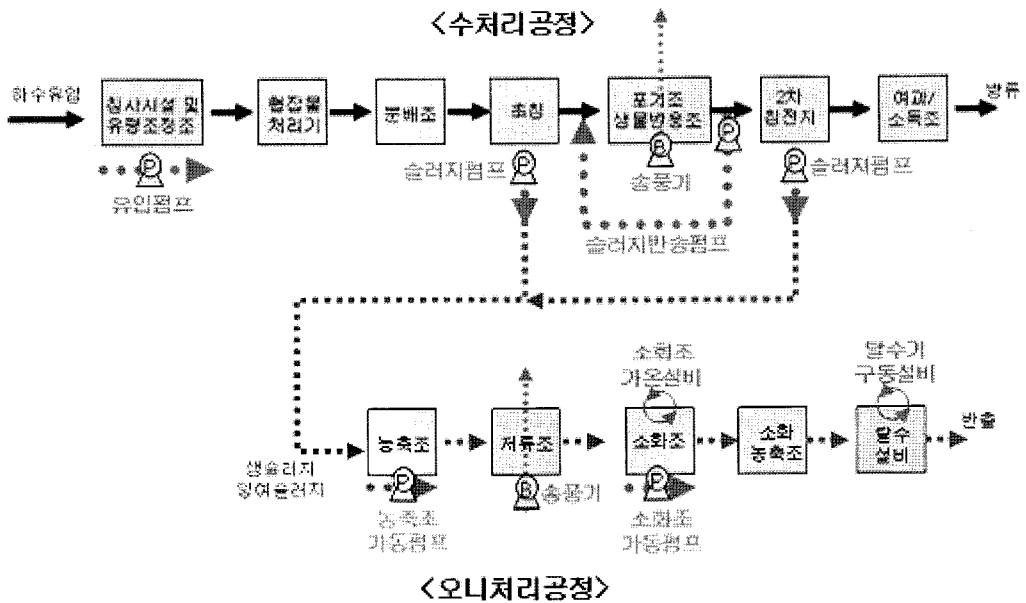 <수처리공정>
하수유입
침사시설 및
유량조정조
협잡물
처리기
분배조
초침
포기조
생물반응조
2차
침전지
여과/
소독조
방류
P
유입펌프
슬러지펌프
P
B
송풍기
P
P
슬러지펌프
슬러지반송펌프
소화조
가온설비
탈수기
구동설비
농축조
저류조
소화조
소화
농축조
탈수
설비
반출
생슬러지
잉여슬러지
P
농축조
가동펌프
B
송풍기
P
소화조
가동펌프
<오니처리공정>